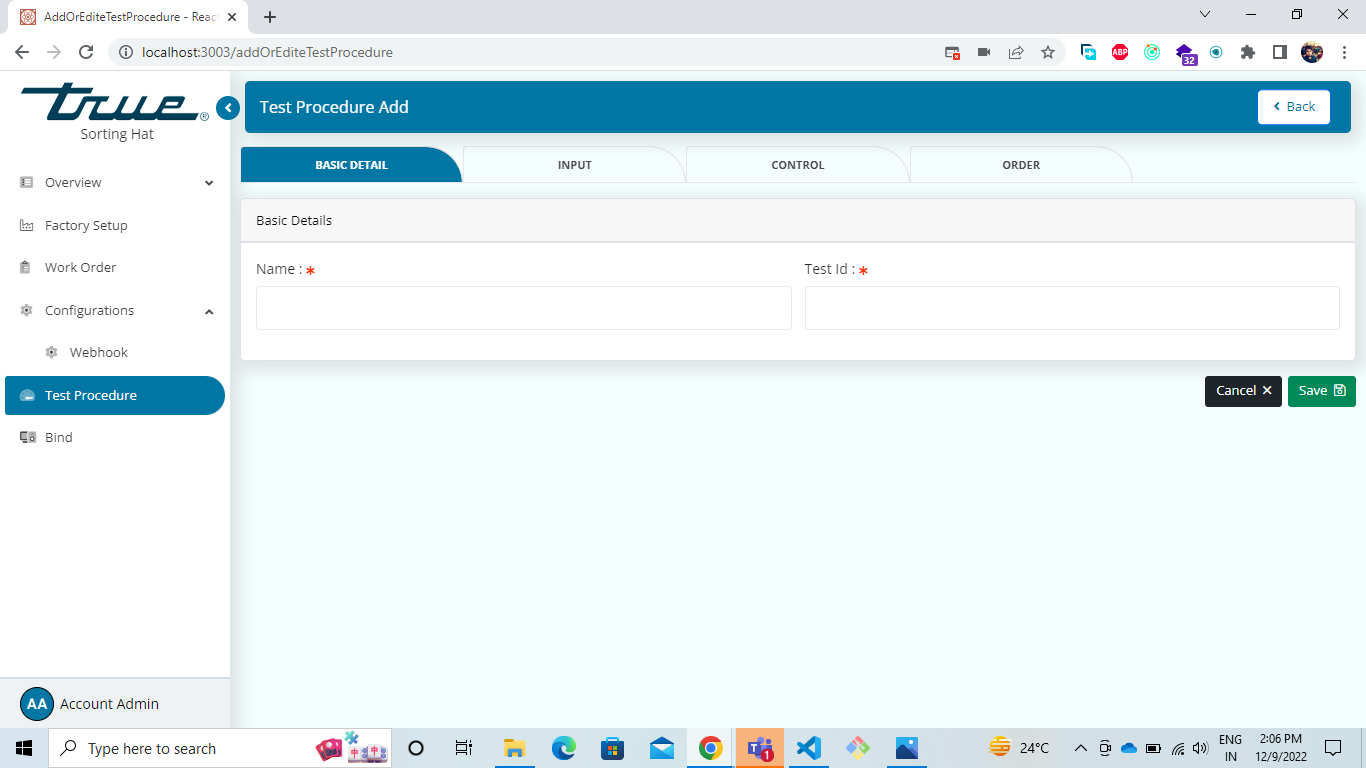 AddOrEditeTestProcedure - Reac
localhost:3003/addOrEditeTestProcedure
ABP
32
true®
Sorting Hat
Test Procedure Add
Back
BASIC DETAIL
INPUT
CONTROL
ORDER
Overview
Factory Setup
Work Order
Configurations
Webhook
Test Procedure
Bind
Basic Details
Name : *
Test Id : *
Cancel
Save
AA Account Admin
Type here to search
1
24°C
ENG
IN
2:06 PM
12/9/2022